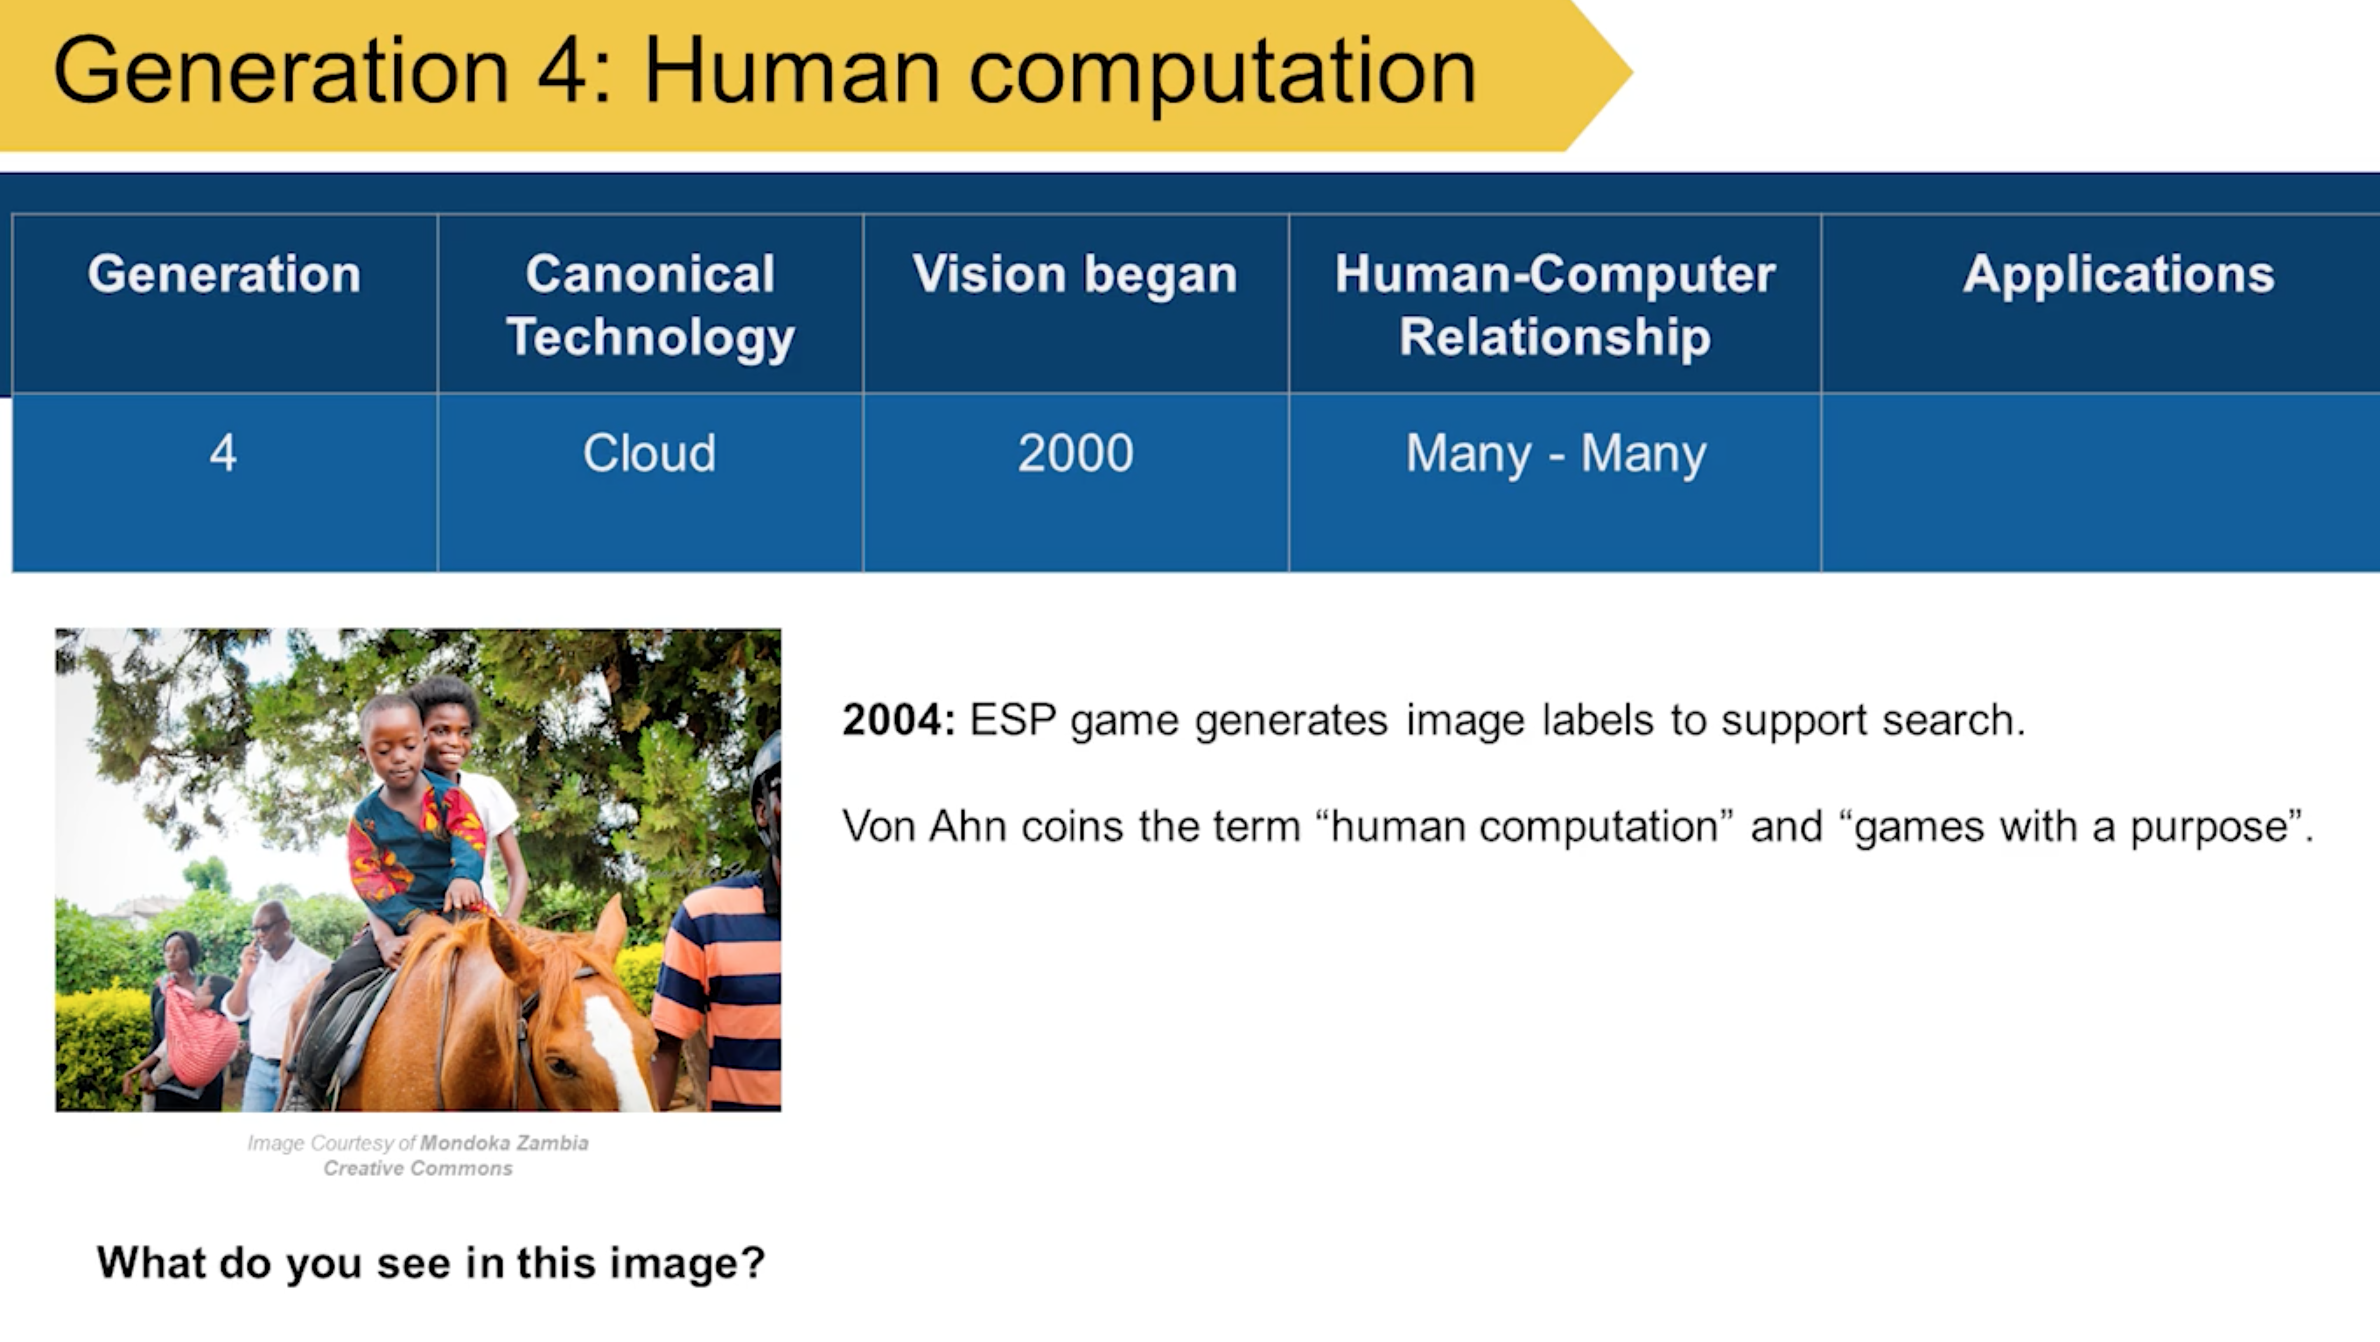 Generation 4: Human computation
Generation
Canonical
Technology
Vision began
Human-Computer
Relationship
Applications
4
Cloud
2000
Many - Many
2004: ESP game generates image labels to support search.
Von Ahn coins the term “human computation” and “games with a purpose”.
Image Courtesy of Mondoka Zambia
Creative Commons
What do you see in this image?